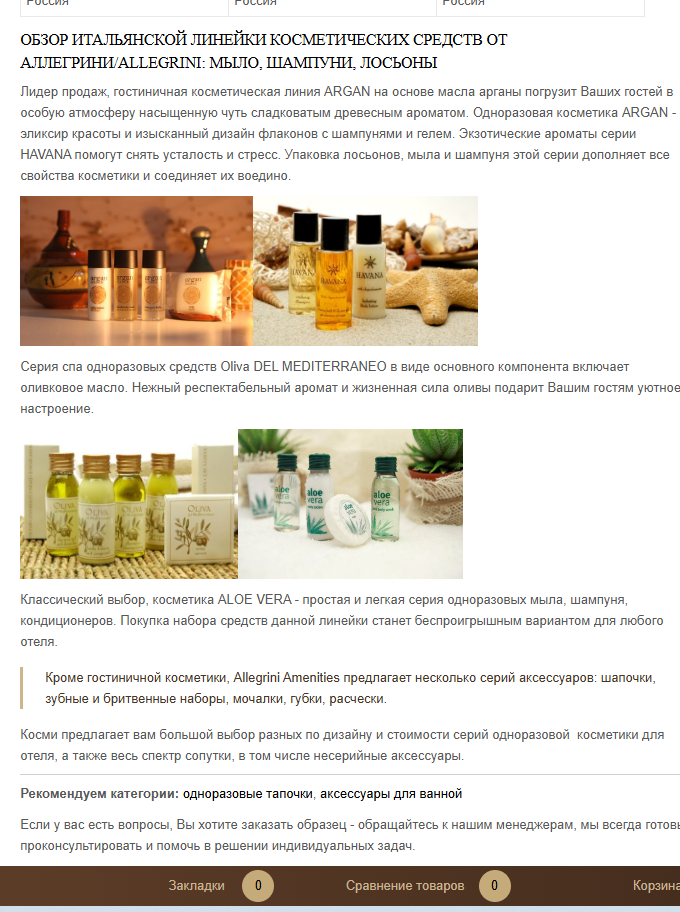 Россия Россия Россия
ОБЗОР ИТАЛЬЯНСКОЙ ЛИНЕЙКИ КОСМЕТИЧЕСКИХ СРЕДСТВ ОТ
АЛЛЕГРИНИ/ALLEGRINI: МЫЛО, ШАМПУНИ, ЛОСЬОНЫ
Лидер продаж, гостиничная косметическая линия ARGAN на основе масла арганы погрузит Ваших гостей в
особую атмосферу насыщенную чуть сладковатым древесным ароматом. Одноразовая косметика ARGAN -
эликсир красоты и изысканный дизайн флаконов с шампунями и гелем. Экзотические ароматы серии
HAVANA помогут снять усталость и стресс. Упаковка лосьонов, мыла и шампуня этой серии дополняет все
свойства косметики и соединяет их воедино.
argan argan argan argan
HAVANA HAVANA HAVANA
Серия спа одноразовых средств Oliva DEL MEDITERRANEO в виде основного компонента включает
оливковое масло. Нежный респектабельный аромат и жизненная сила оливы подарит Вашим гостям уютное
настроение.
OLIVA
aloe vera aloe vera aloe vera
Классический выбор, косметика ALOE VERA - простая и легкая серия одноразовых мыла, шампуня,
кондиционеров. Покупка набора средств данной линейки станет беспроигрышным вариантом для любого
отеля.
Кроме гостиничной косметики, Allegrini Amenities предлагает несколько серий аксессуаров: шапочки,
зубные и бритвенные наборы, мочалки, губки, расчески.
Косми предлагает вам большой выбор разных по дизайну и стоимости серий одноразовой косметики для
отеля, а также весь спектр сопутки, в том числе несерийные аксессуары.
Рекомендуем категории: одноразовые тапочки, аксессуары для ванной
Если у вас есть вопросы, Вы хотите заказать образец - обращайтесь к нашим менеджерам, мы всегда готовы
проконсультировать и помочь в решении индивидуальных задач.
Закладки 0 Сравнение товаров 0 Корзина